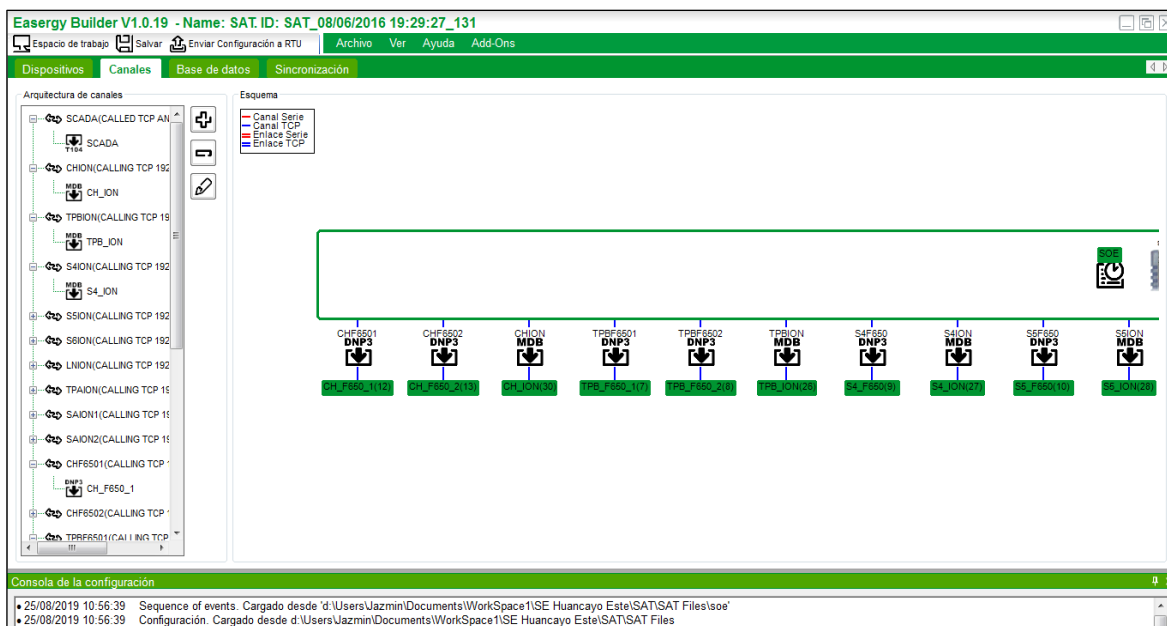 Easergy Builder V1.0.19 - Name: SAT. ID: SAT_08/06/2016 19:29:27_131
Espacio de trabajo Salvar Enviar Configuración a RTU Archivo Ver Ayuda Add-Ons
Dispositivos Canales Base de datos Sincronización
Arquitectura de canales
SCADA(CALLED TCP AN
T104 SCADA
CHION(CALLING TCP 192
MDB CH_ION
TPBION(CALLING TCP 19
MDB TPB_ION
S4ION(CALLING TCP 192
MDB S4_ION
S5ION(CALLING TCP 192
S6ION(CALLING TCP 192
LNION(CALLING TCP 192
TPAION(CALLING TCP 19
SAION1(CALLING TCP 19
SAION2(CALLING TCP 19
CHF6501(CALLING TCP 1
DNP3 CH_F650_1
CHF6502(CALLING TCP
TPBF6501(CALLING TCP
Esquema
Canal Serie
Canal TCP
Enlace Serie
Enlace TCP
SOE
CHF6501 CHF6502 CHION TPBF6501 TPBF6502 TPBION S4F650 S4ION S5F650 S5ION
DNP3 DNP3 MDB DNP3 DNP3 MDB DNP3 MDB DNP3 MDB
CH_F650_1(12) CH_F650_2(13) CH_ION(30) TPB_F650_1(7) TPB_F650_2(8) TPB_ION(26) S4_F650(9) S4_ION(27) S5_F650(10) S5_ION(28)
Consola de la configuración
• 25/08/2019 10:56:39 Sequence of events. Cargado desde 'd:\Users\Jazmin\Documents\WorkSpace1\SE Huancayo Este\SAT\SAT Files\soe'
• 25/08/2019 10:56:39 Configuración. Cargado desde d:\Users\Jazmin\Documents\WorkSpace1\SE Huancayo Este\SAT\SAT Files